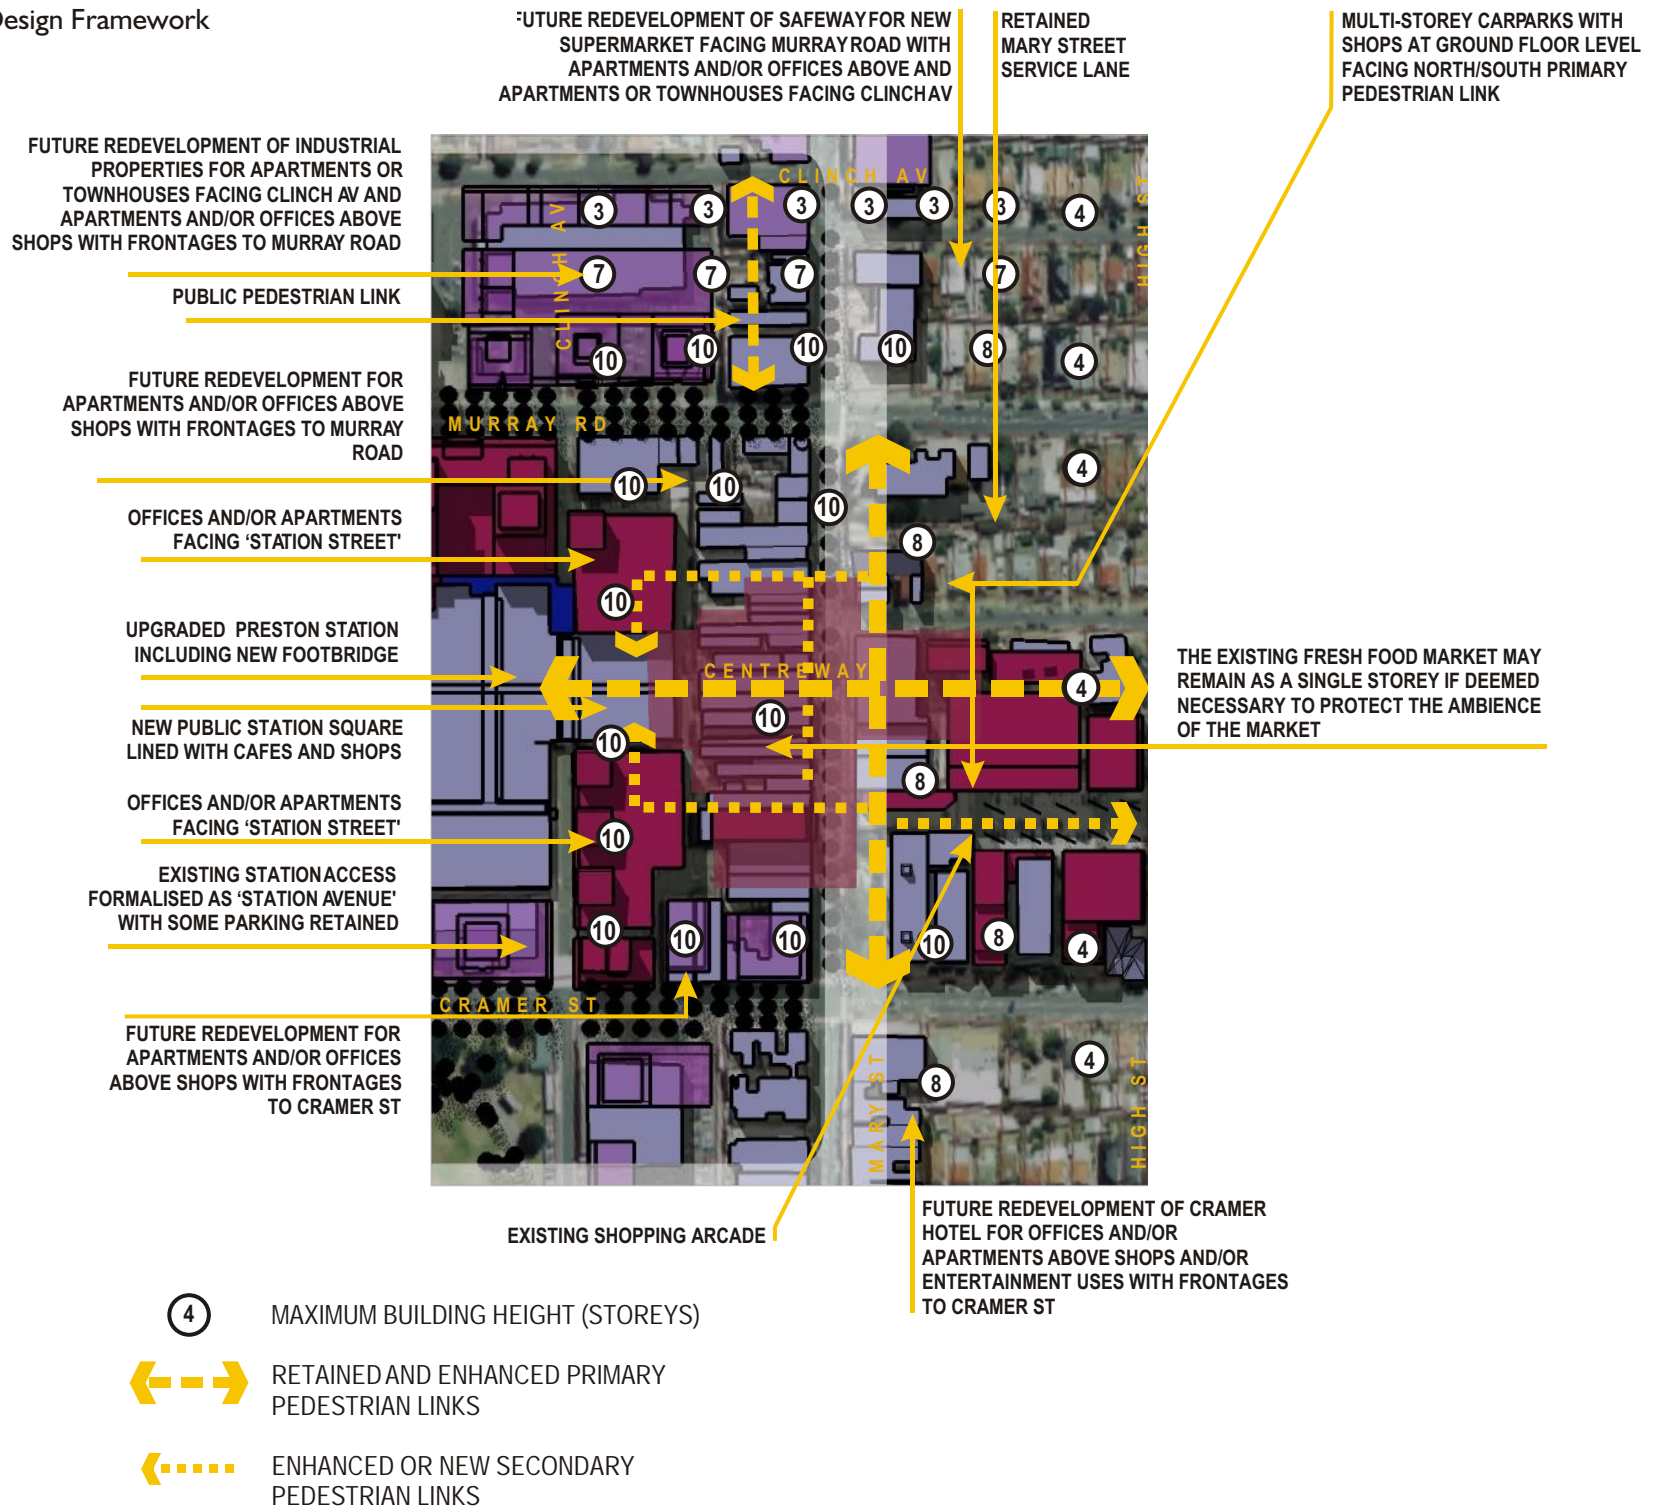 Design Framework
FUTURE REDEVELOPMENT OF SAFEWAY FOR NEW
SUPERMARKET FACING MURRAY ROAD WITH
APARTMENTS AND/OR OFFICES ABOVE AND
APARTMENTS OR TOWNHOUSES FACING CLINCH AV
RETAINED
MARY STREET
SERVICE LANE
MULTI-STOREY CARPARKS WITH
SHOPS AT GROUND FLOOR LEVEL
FACING NORTH/SOUTH PRIMARY
PEDESTRIAN LINK
FUTURE REDEVELOPMENT OF INDUSTRIAL
PROPERTIES FOR APARTMENTS OR
TOWNHOUSES FACING CLINCH AV AND
APARTMENTS AND/OR OFFICES ABOVE
SHOPS WITH FRONTAGES TO MURRAY ROAD
PUBLIC PEDESTRIAN LINK
FUTURE REDEVELOPMENT FOR
APARTMENTS AND/OR OFFICES ABOVE
SHOPS WITH FRONTAGES TO MURRAY
ROAD
OFFICES AND/OR APARTMENTS
FACING ‘STATION STREET'
UPGRADED PRESTON STATION
INCLUDING NEW FOOTBRIDGE
NEW PUBLIC STATION SQUARE
LINED WITH CAFES AND SHOPS
OFFICES AND/OR APARTMENTS
FACING ‘STATION STREET'
EXISTING STATION ACCESS
FORMALISED AS ‘STATION AVENUE'
WITH SOME PARKING RETAINED
FUTURE REDEVELOPMENT FOR
APARTMENTS AND/OR OFFICES
ABOVE SHOPS WITH FRONTAGES
TO CRAMER ST
CLINCH AV
HIGH ST
CLINCH AV
3 3 3 3 3 3 4
7 7 7 7
10 10 10 10 8 4
MURRAY RD
4
10 10 10
8
10
CENTREWAY
4
10
10
8
10
10 10 10 10 8 4
CRAMER ST
4
8
MARY ST
HIGH ST
THE EXISTING FRESH FOOD MARKET MAY
REMAIN AS A SINGLE STOREY IF DEEMED
NECESSARY TO PROTECT THE AMBIENCE
OF THE MARKET
EXISTING SHOPPING ARCADE
FUTURE REDEVELOPMENT OF CRAMER
HOTEL FOR OFFICES AND/OR
APARTMENTS ABOVE SHOPS AND/OR
ENTERTAINMENT USES WITH FRONTAGES
TO CRAMER ST
4 MAXIMUM BUILDING HEIGHT (STOREYS)
RETAINED AND ENHANCED PRIMARY
PEDESTRIAN LINKS
ENHANCED OR NEW SECONDARY
PEDESTRIAN LINKS